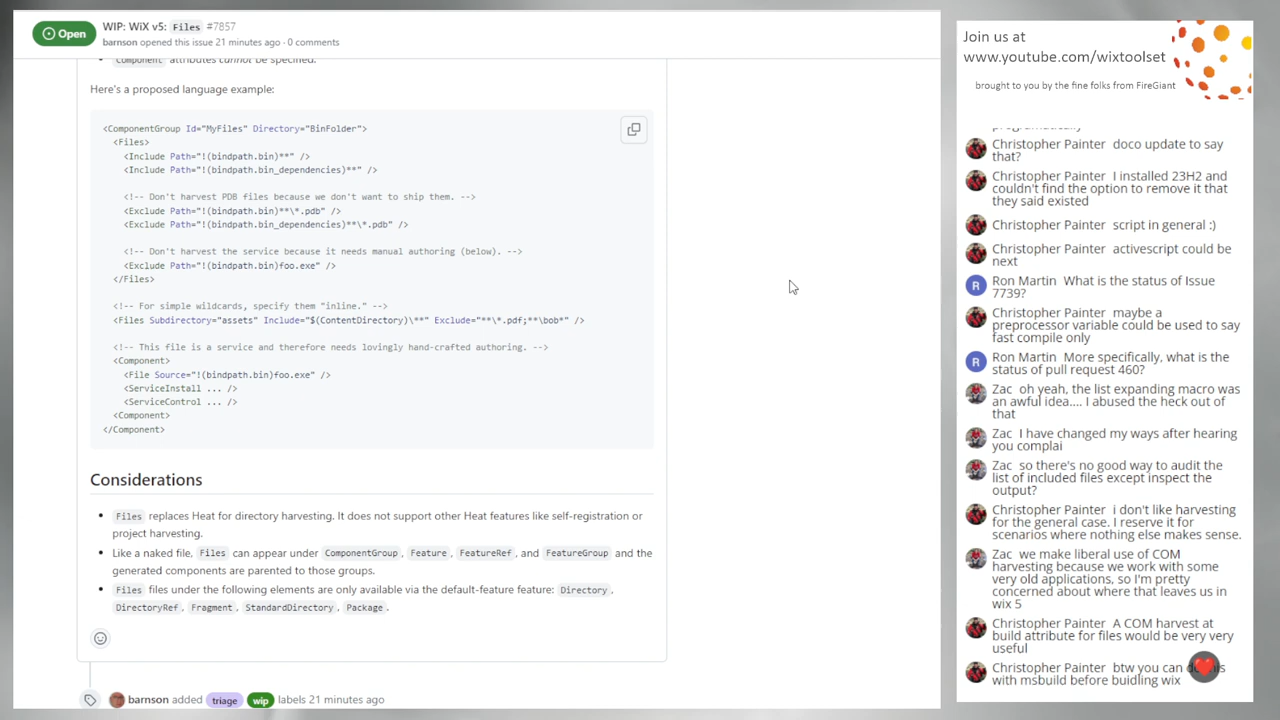 Open
WIP: WiX v5: Files #7857
barnson opened this issue 21 minutes ago · 0 comments
Component attributes cannot be specified.
Here's a proposed language example:
<ComponentGroup Id="MyFiles" Directory="BinFolder">
<Files>
<Include Path="!(bindpath.bin)**" />
<Include Path="!(bindpath.bin_dependencies)**" />
<!-- Don't harvest PDB files because we don't want to ship them. -->
<Exclude Path="!(bindpath.bin)**\*.pdb" />
<Exclude Path="!(bindpath.bin_dependencies)**\*.pdb" />
<!-- Don't harvest the service because it needs manual authoring (below). -->
<Exclude Path="!(bindpath.bin)foo.exe" />
</Files>
<!-- For simple wildcards, specify them "inline." -->
<Files Subdirectory="assets" Include="$(ContentDirectory)\**" Exclude="**\*.pdf;**\bob*" />
<!-- This file is a service and therefore needs lovingly hand-crafted authoring. -->
<Component>
<File Source="!(bindpath.bin)foo.exe" />
<ServiceInstall ... />
<ServiceControl ... />
<Component>
</Component>
Considerations
• Files replaces Heat for directory harvesting. It does not support other Heat features like self-registration or
project harvesting.
• Like a naked file, Files can appear under ComponentGroup, Feature, FeatureRef, and FeatureGroup and the
generated components are parented to those groups.
• Files files under the following elements are only available via the default-feature feature: Directory,
DirectoryRef, Fragment, StandardDirectory, Package.
barnson added triage wip labels 21 minutes ago
Join us at
www.youtube.com/wixtoolset
brought to you by the fine folks from FireGiant
programatically
Christopher Painter doco update to say
that?
Christopher Painter I installed 23H2 and
couldn't find the option to remove it that
they said existed
Christopher Painter script in general :)
Christopher Painter activescript could be
next
R Ron Martin What is the status of Issue
7739?
Christopher Painter maybe a
preprocessor variable could be used to say
fast compile only
R Ron Martin More specifically, what is the
status of pull request 460?
Zac oh yeah, the list expanding macro was
an awful idea.... I abused the heck out of
that
Zac I have changed my ways after hearing
you complai
Zac so there's no good way to audit the
list of included files except inspect the
output?
Christopher Painter i don't like harvesting
for the general case. I reserve it for
scenarios where nothing else makes sense.
Zac we make liberal use of COM
harvesting because we work with some
very old applications, so I'm pretty
concerned about where that leaves us in
wix 5
Christopher Painter A COM harvest at
build attribute for files would be very very
useful
Christopher Painter btw you can
with msbuild before buidling wix